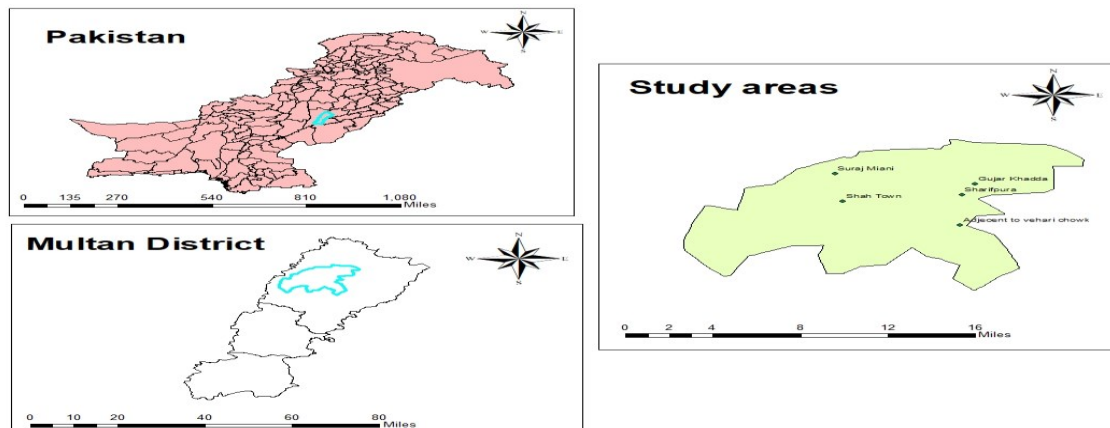 Pakistan
N
W E
S
0 135 270 540 810 1,080
Miles
Multan District
N
W E
S
0 10 20 40 60 80
Miles
Study areas
N
W E
S
Suraj Miani
Gujar Khadda
Sharifpura
Shah Town
Adjecent to vehari chowk
0 2 4 8 12 16
Miles